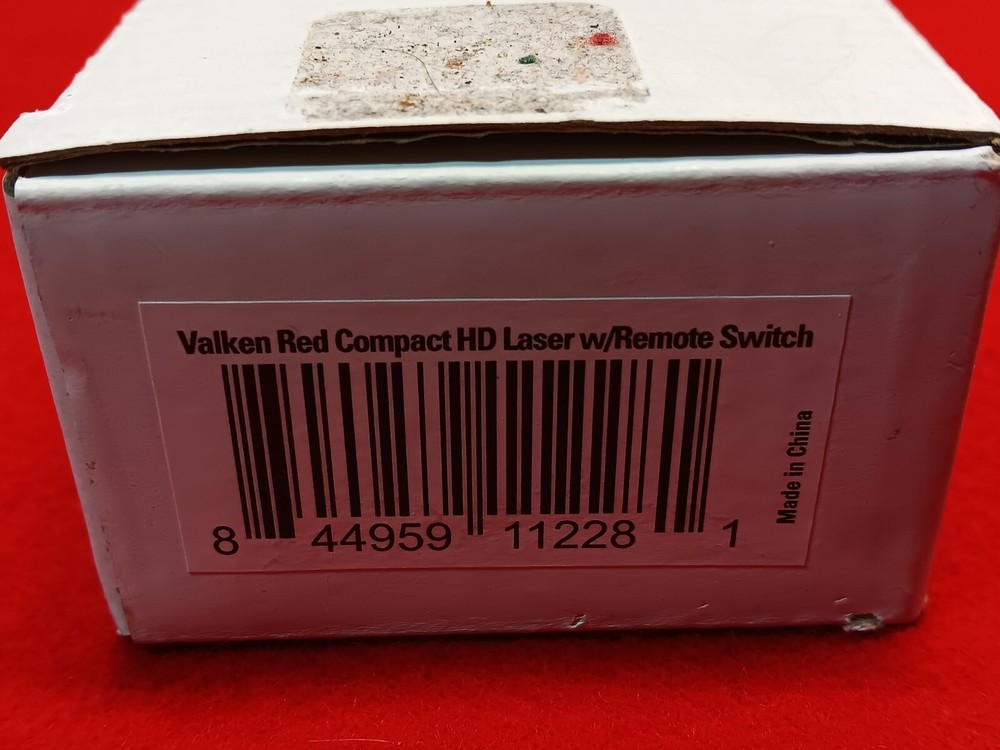 Valken Red Compact HD Laser w/Remote Switch
8 44959 11228 1
Made in China